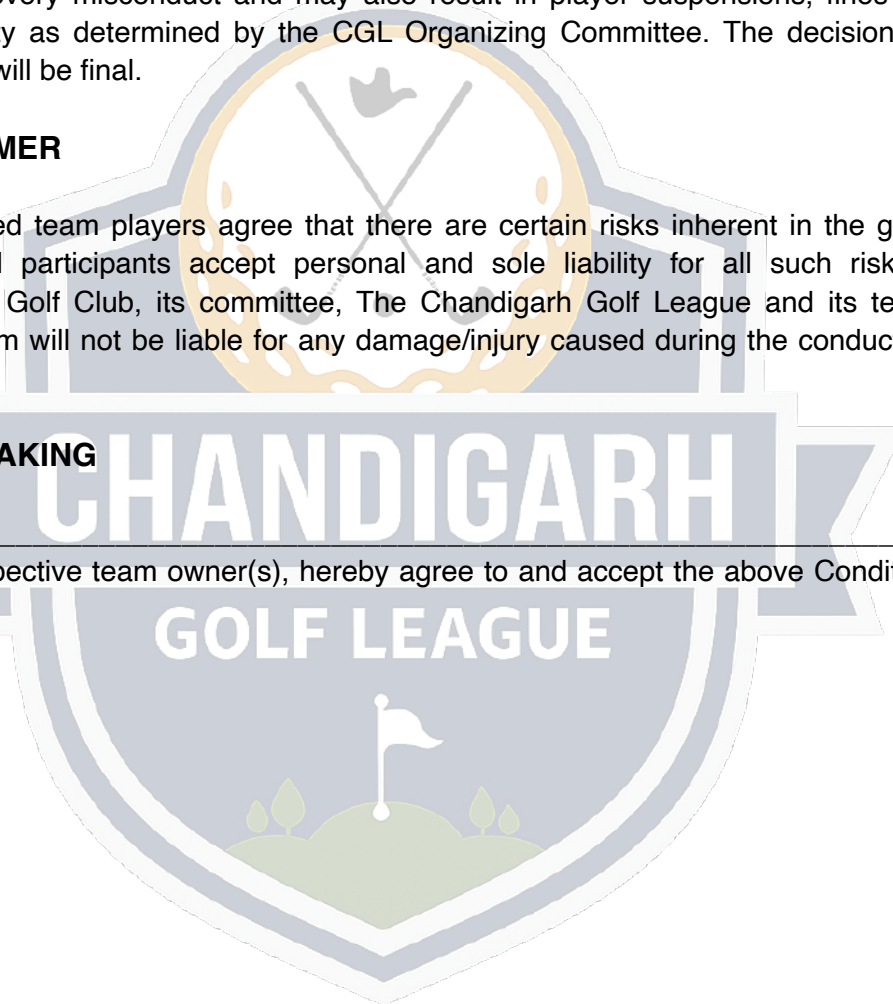 very misconduct and may also result in player suspensions, fines
ty as determined by the CGL Organizing Committee. The decision
will be final.
MER
ed team players agree that there are certain risks inherent in the g
participants accept personal and sole liability for all such risk
Golf Club, its committee, The Chandigarh Golf League and its te
m will not be liable for any damage/injury caused during the conduc
AKING
CHANDIGARH
pective team owner(s), hereby agree to and accept the above Condit
GOLF LEAGUE